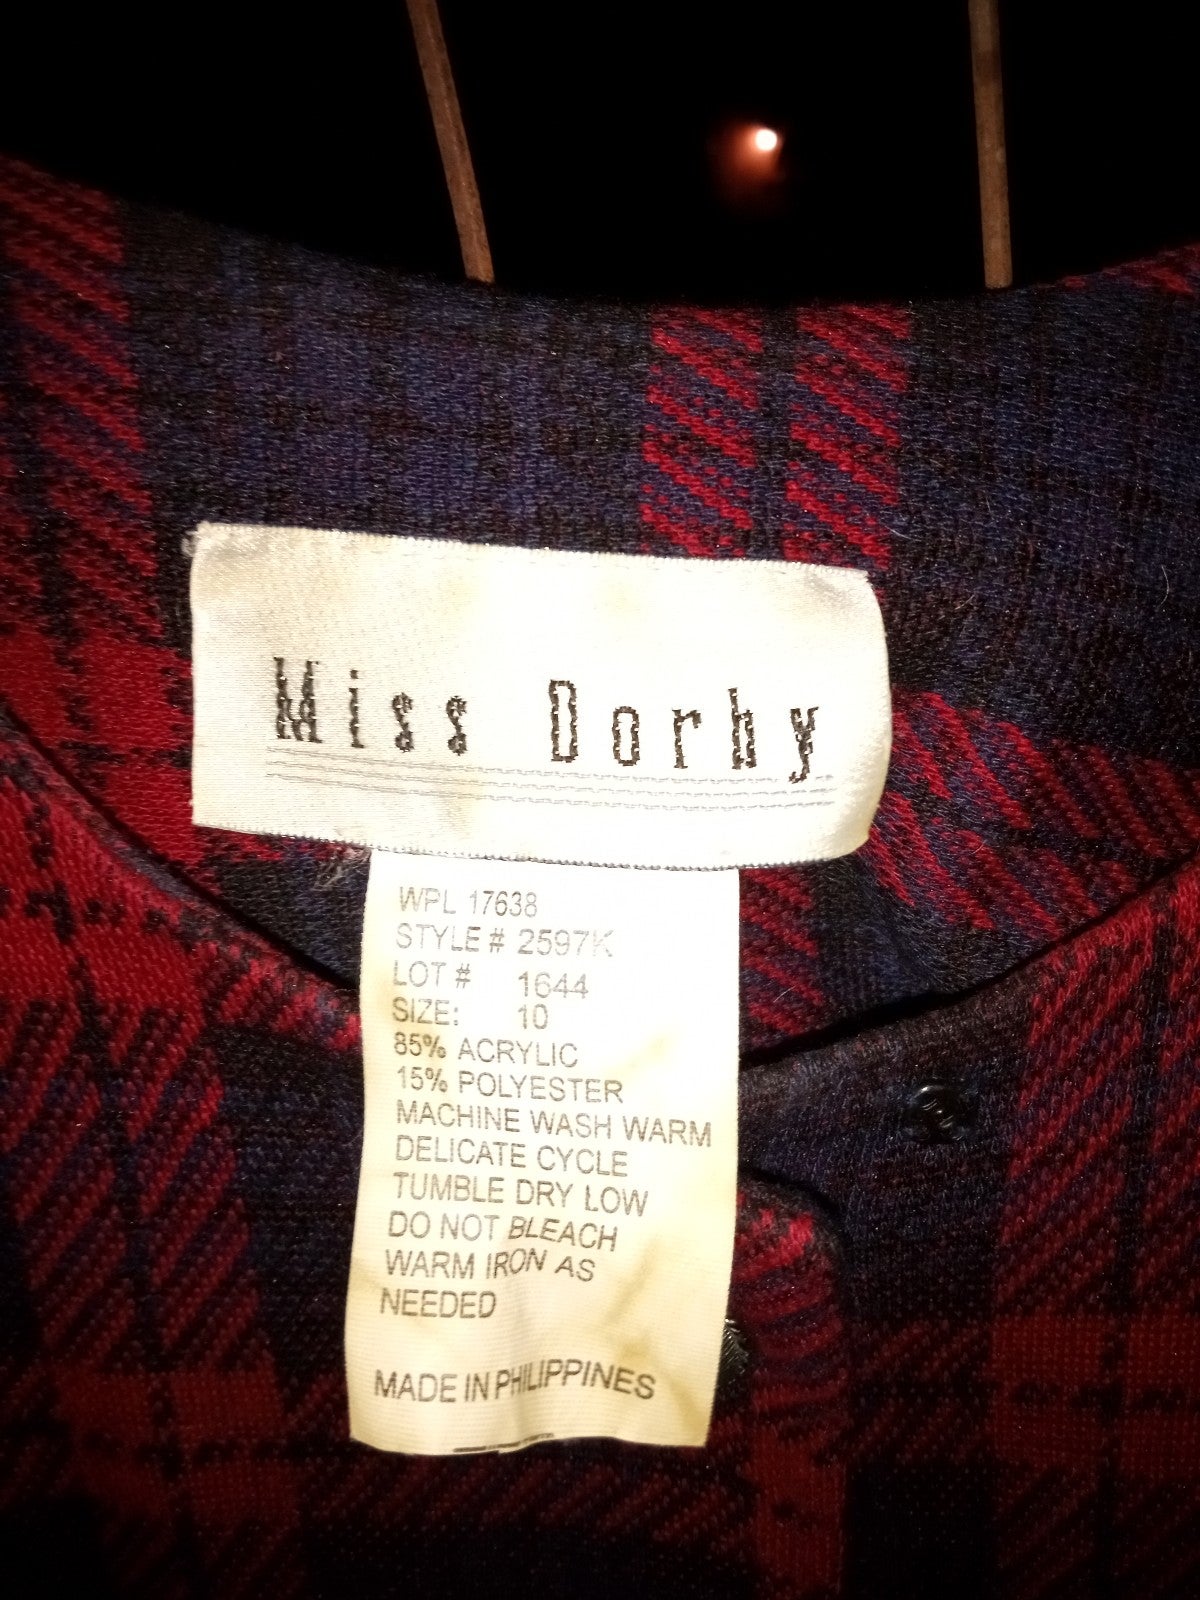 Miss Dorby
WPL 17638
STYLE # 2597K
LOT # 1644
SIZE: 10
85% ACRYLIC
15% POLYESTER
MACHINE WASH WARM
DELICATE CYCLE
TUMBLE DRY LOW
DO NOT BLEACH
WARM IRON AS
NEEDED
MADE IN PHILIPPINES